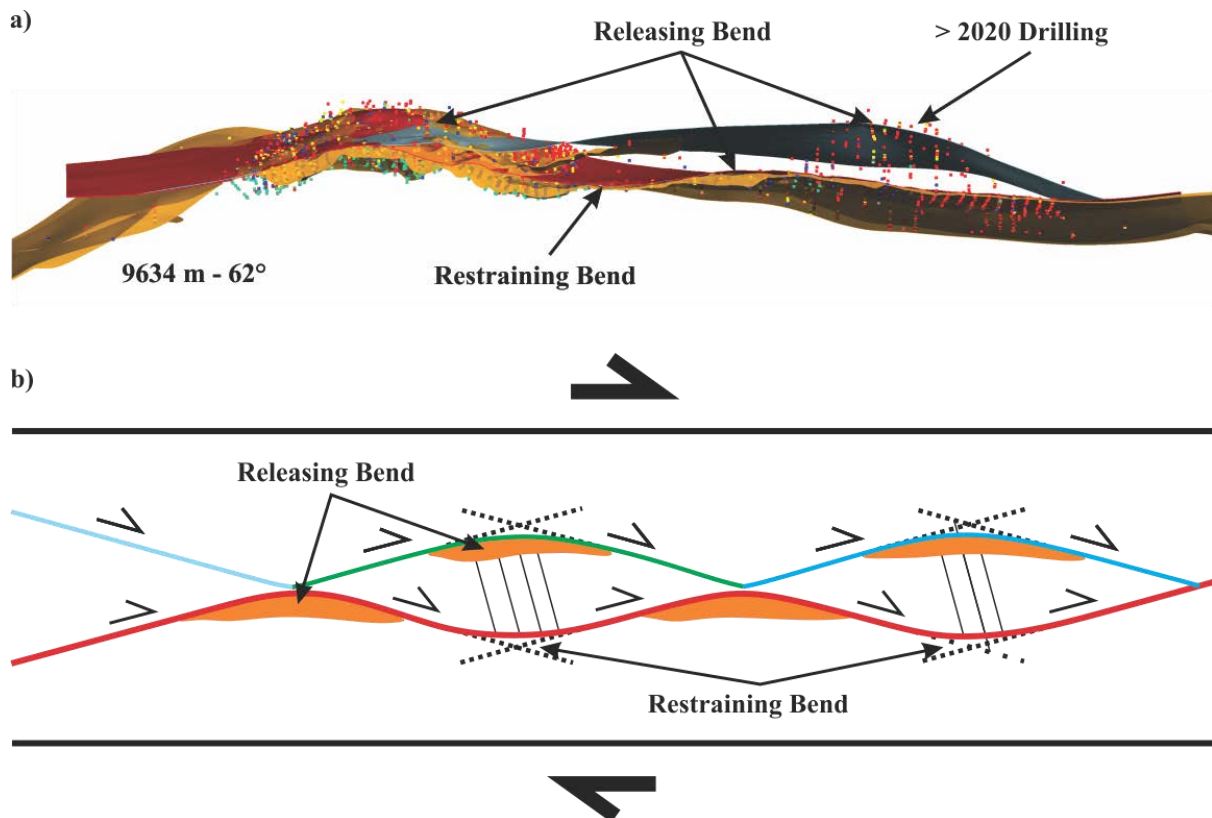 a)
Releasing Bend
> 2020 Drilling
Restraining Bend
9634 m - 62°
b)
Releasing Bend
Restraining Bend